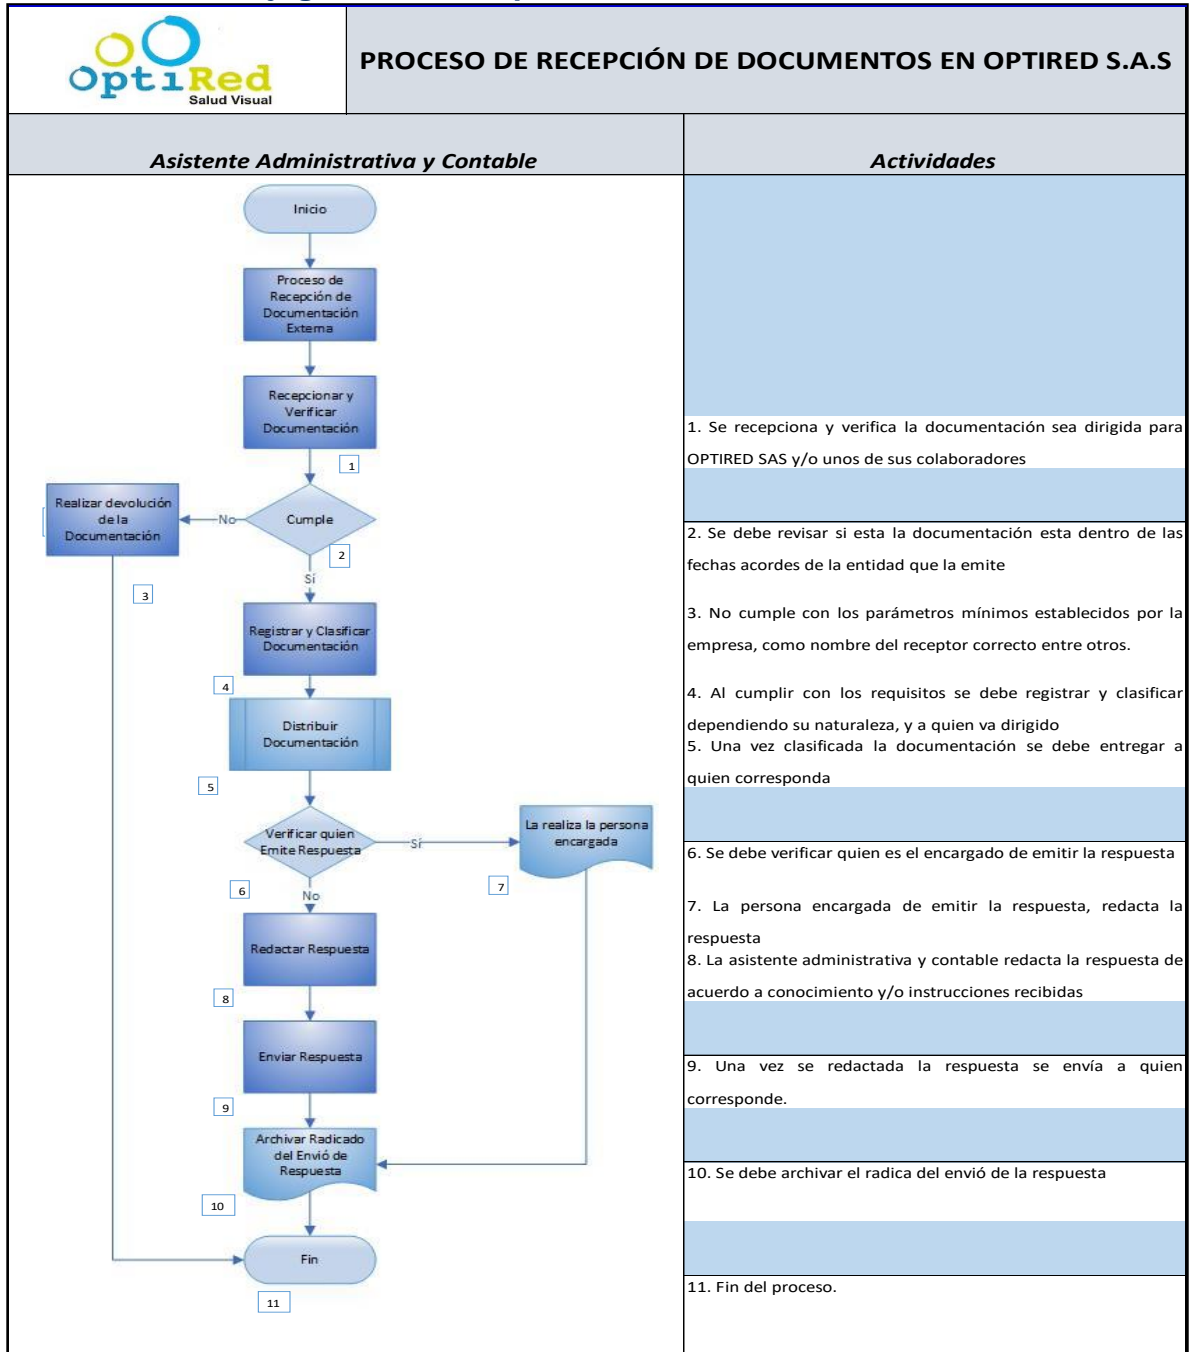 OptiRed
Salud Visual
PROCESO DE RECEPCIÓN DE DOCUMENTOS EN OPTIRED S.A.S
Asistente Administrativa y Contable
Actividades
Inicio
Proceso de
Recepción de
Documentación
Externa
Recepcionar y
Verificar
Documentación
1
Realizar devolución
de la
Documentación
No
Cumple
2
3
Sí
Registrar y Clasificar
Documentación
4
Distribuir
Documentación
5
Verificar quien
Emite Respuesta
Sí
La realiza la persona
encargada
6
7
No
Redactar Respuesta
8
Enviar Respuesta
9
Archivar Radicado
del Envió de
Respuesta
10
Fin
11
1. Se recepciona y verifica la documentación sea dirigida para
OPTIRED SAS y/o unos de sus colaboradores
2. Se debe revisar si esta la documentación esta dentro de las
fechas acordes de la entidad que la emite
3. No cumple con los parámetros mínimos establecidos por la
empresa, como nombre del receptor correcto entre otros.
4. Al cumplir con los requisitos se debe registrar y clasificar
dependiendo su naturaleza, y a quien va dirigido
5. Una vez clasificada la documentación se debe entregar a
quien corresponda
6. Se debe verificar quien es el encargado de emitir la respuesta
7. La persona encargada de emitir la respuesta, redacta la
respuesta
8. La asistente administrativa y contable redacta la respuesta de
acuerdo a conocimiento y/o instrucciones recibidas
9. Una vez se redactada la respuesta se envía a quien
corresponde.
10. Se debe archivar el radica del envió de la respuesta
11. Fin del proceso.